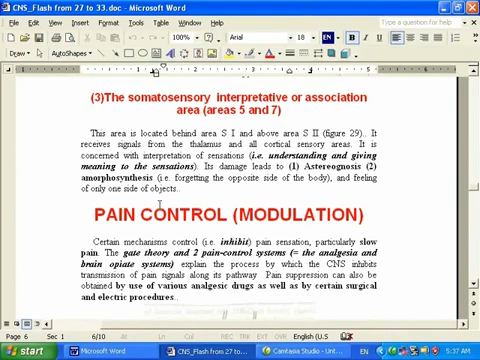 CNS_Flash from 27 to 33.doc - Microsoft Word
File Edit View Insert Format Tools Table Window Help
Type a question for help
100% Arial 18 B I U
Draw AutoShapes
(3)The somatosensory interpretative or association
area (areas 5 and 7)
This area is located behind area S I and above area S II (figure 29).. It
receives signals from the thalamus and all cortical sensory areas. It is
concerned with interpretation of sensations (i.e. understanding and giving
meaning to the sensations). Its damage leads to (1) Astereognosis (2)
amorphosynthesis (i.e. forgetting the opposite side of the body), and feeling
of only one side of objects..
PAIN CONTROL (MODULATION)
Certain mechanisms control (i.e. inhibit) pain sensation, particularly slow
pain. The gate theory and 2 pain-control systems (= the analgesia and
brain opiate systems) explain the process by which the CNS inhibits
transmission of pain signals along its pathway. Pain suppression can also be
obtained by use of various analgesic drugs as well as by certain surgical
and electric procedures..
Page 6 Sec 1 6/10 At Ln Col REC TRK EXT OVR English (U.S
start Microsoft Word CNS_Flash from 27 to ... Camtasia Studio - Unt... 5:37 AM